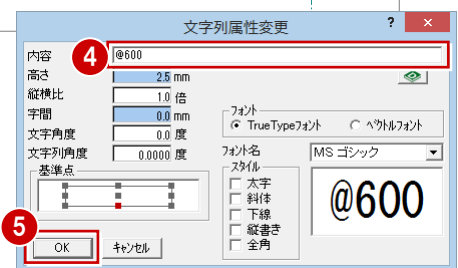 文字列属性変更 ? ×
内容 4 @600
高さ 2.5 mm
縦横比 1.0 倍
字間 0.0 mm
文字角度 0.0 度
文字列角度 0.0000 度
基準点
フォント
TrueTypeフォント ベクトルフォント
フォント名 MS ゴシック
スタイル
太字
斜体
下線
縦書き
全角
@600
5
OK キャンセル